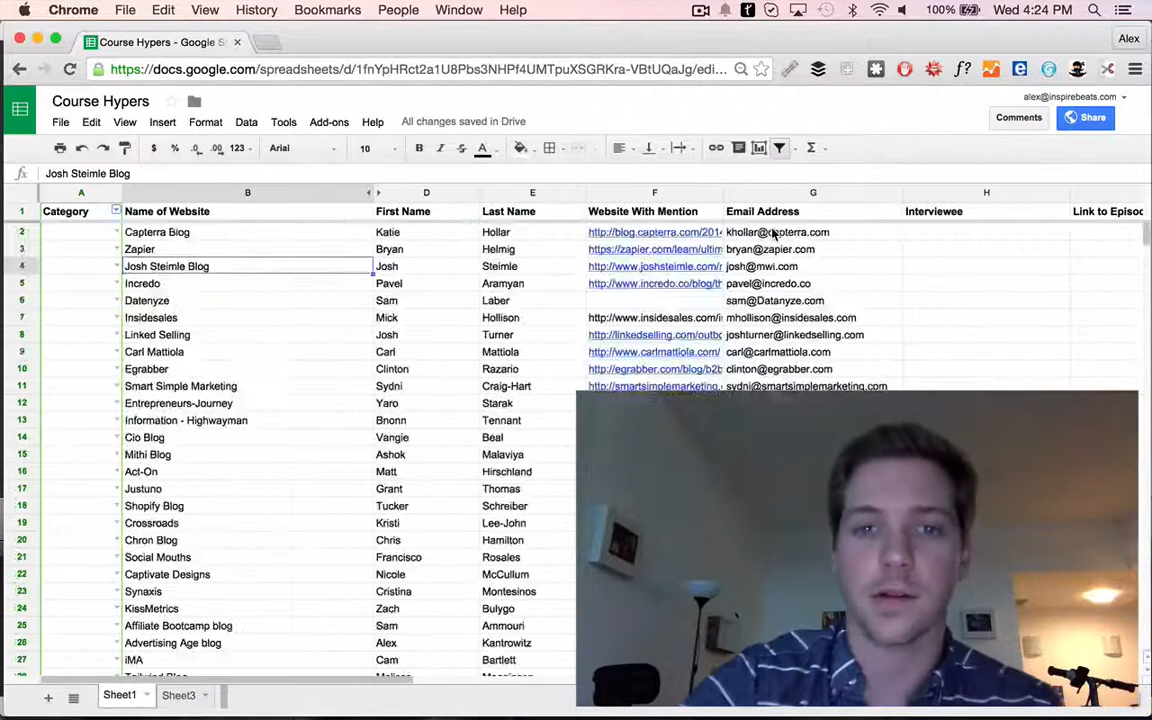 Chrome File Edit View History Bookmarks People Window Help 100% Wed 4:24 PM
Course Hypers - Google S Alex
https://docs.google.com/spreadsheets/d/1fnYpHRct2a1U8Pbs3NHPf4UMTpuXSGRKra-VBtUQaJg/edi...
Course Hypers alex@inspirebeats.com
File Edit View Insert Format Data Tools Add-ons Help All changes saved in Drive Comments Share
$ % .0 .00 123 Arial 10 B I S A Σ
fx Josh Steimle Blog
A B D E F G H
1 Category Name of Website First Name Last Name Website With Mention Email Address Interviewee Link to Episoc
2 Capterra Blog Katie Hollar http://blog.capterra.com/2014 khollar@capterra.com
3 Zapier Bryan Helmig https://zapier.com/learn/ultim bryan@zapier.com
4 Josh Steimle Blog Josh Steimle http://www.joshsteimle.com/r josh@mwi.com
5 Incredo Pavel Aramyan http://www.incredo.co/blog/th pavel@incredo.co
6 Datenyze Sam Laber sam@Datanyze.com
7 Insidesales Mick Hollison http://www.insidesales.com/i mhollison@insidesales.com
8 Linked Selling Josh Turner http://linkedselling.com/outbo joshturner@linkedselling.com
9 Carl Mattiola Carl Mattiola http://www.carlmattiola.com/ carl@carlmattiola.com
10 Egrabber Clinton Razario http://egrabber.com/blog/b2b clinton@egrabber.com
11 Smart Simple Marketing Sydni Craig-Hart http://smartsimplemarketing. sydni@smartsimplemarketing.com
12 Entrepreneurs-Journey Yaro Starak
13 Information - Highwayman Bnonn Tennant
14 Cio Blog Vangie Beal
15 Mithi Blog Ashok Malaviya
16 Act-On Matt Hirschland
17 Justuno Grant Thomas
18 Shopify Blog Tucker Schreiber
19 Crossroads Kristi Lee-John
20 Chron Blog Chris Hamilton
21 Social Mouths Francisco Rosales
22 Captivate Designs Nicole McCullum
23 Synaxis Cristina Montesinos
24 KissMetrics Zach Bulygo
25 Affiliate Bootcamp blog Sam Ammouri
26 Advertising Age blog Alex Kantrowitz
27 iMA Cam Bartlett
Sheet1 Sheet3